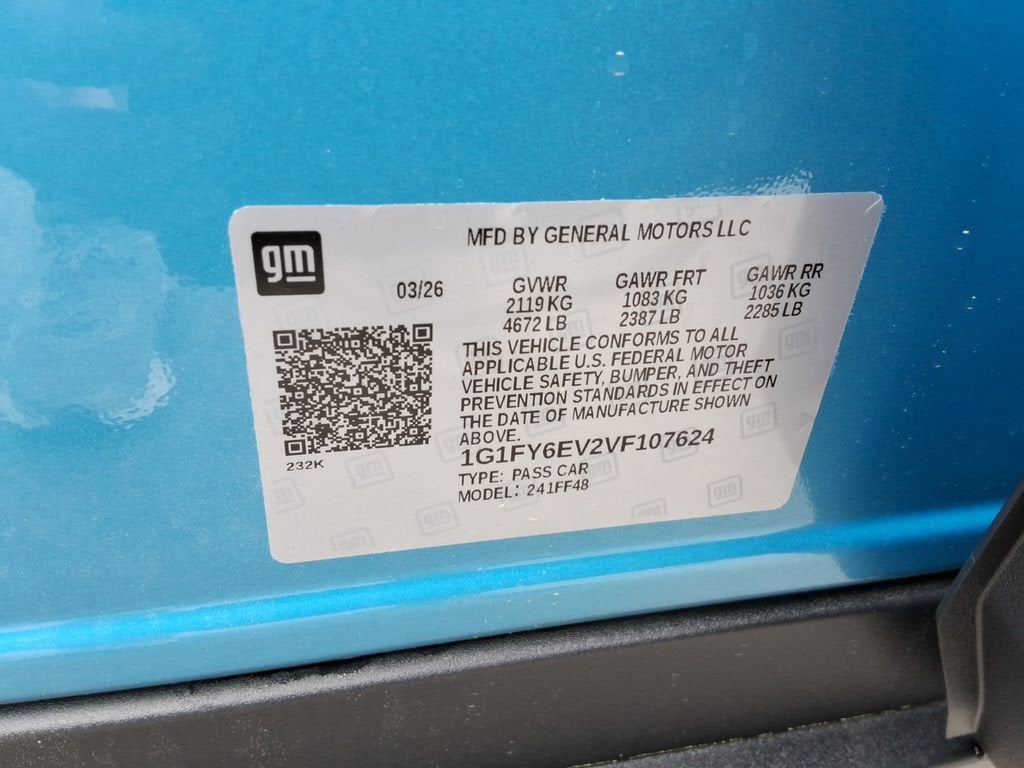 gm
MFD BY GENERAL MOTORS LLC
03/26
GVWR GAWR FRT GAWR RR
2119 KG 1083 KG 1036 KG
4672 LB 2387 LB 2285 LB
THIS VEHICLE CONFORMS TO ALL
APPLICABLE U.S. FEDERAL MOTOR
VEHICLE SAFETY, BUMPER, AND THEFT
PREVENTION STANDARDS IN EFFECT ON
THE DATE OF MANUFACTURE SHOWN
ABOVE.
1G1FY6EV2VF107624
TYPE: PASS CAR
MODEL: 241FF48
232K